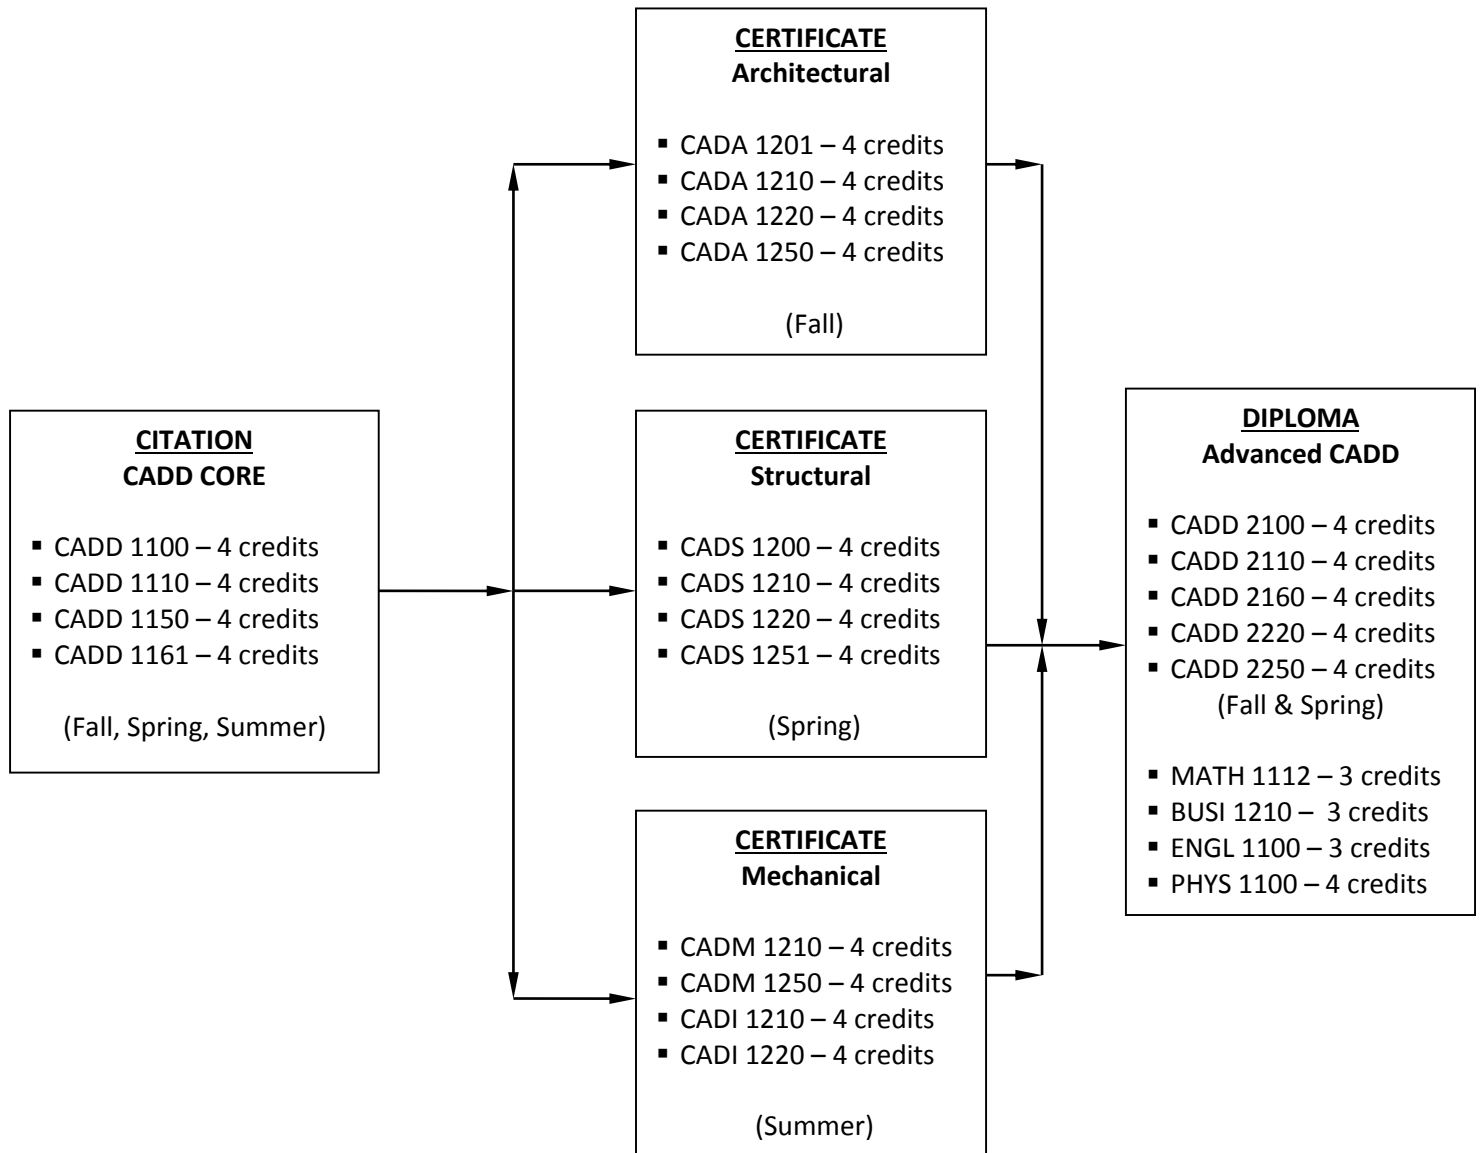 CERTIFICATE
Architectural
▪ CADA 1201 – 4 credits
▪ CADA 1210 – 4 credits
▪ CADA 1220 – 4 credits
▪ CADA 1250 – 4 credits
(Fall)
CITATION
CADD CORE
▪ CADD 1100 – 4 credits
▪ CADD 1110 – 4 credits
▪ CADD 1150 – 4 credits
▪ CADD 1161 – 4 credits
(Fall, Spring, Summer)
CERTIFICATE
Structural
▪ CADS 1200 – 4 credits
▪ CADS 1210 – 4 credits
▪ CADS 1220 – 4 credits
▪ CADS 1251 – 4 credits
(Spring)
CERTIFICATE
Mechanical
▪ CADM 1210 – 4 credits
▪ CADM 1250 – 4 credits
▪ CADI 1210 – 4 credits
▪ CADI 1220 – 4 credits
(Summer)
DIPLOMA
Advanced CADD
▪ CADD 2100 – 4 credits
▪ CADD 2110 – 4 credits
▪ CADD 2160 – 4 credits
▪ CADD 2220 – 4 credits
▪ CADD 2250 – 4 credits
(Fall & Spring)
▪ MATH 1112 – 3 credits
▪ BUSI 1210 – 3 credits
▪ ENGL 1100 – 3 credits
▪ PHYS 1100 – 4 credits